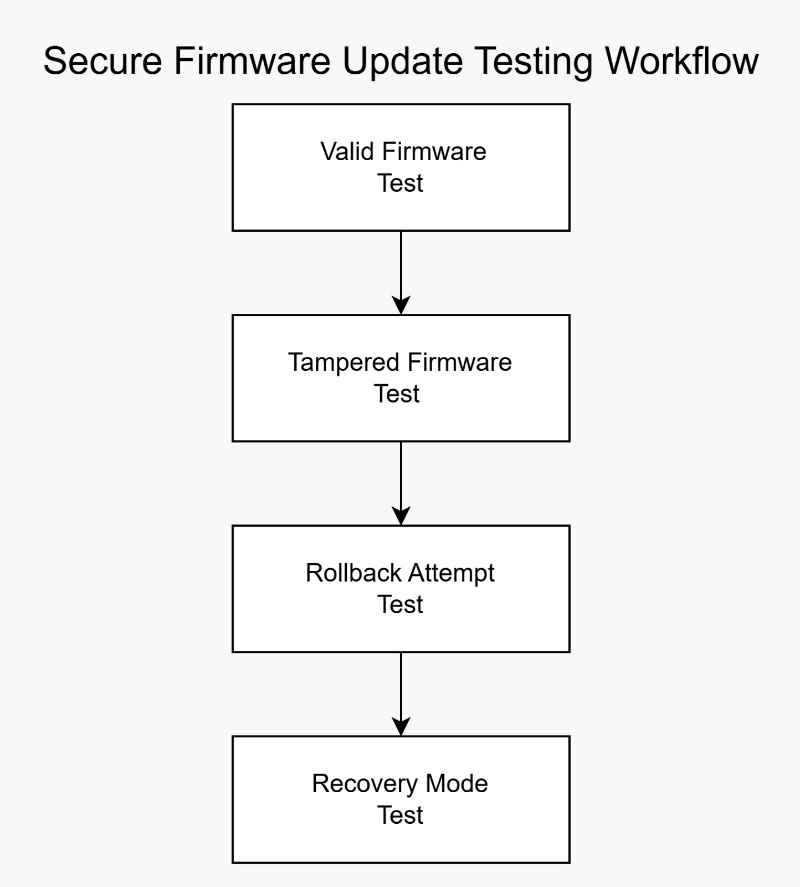 Secure Firmware Update Testing Workflow
Valid Firmware
Test
Tampered Firmware
Test
Rollback Attempt
Test
Recovery Mode
Test